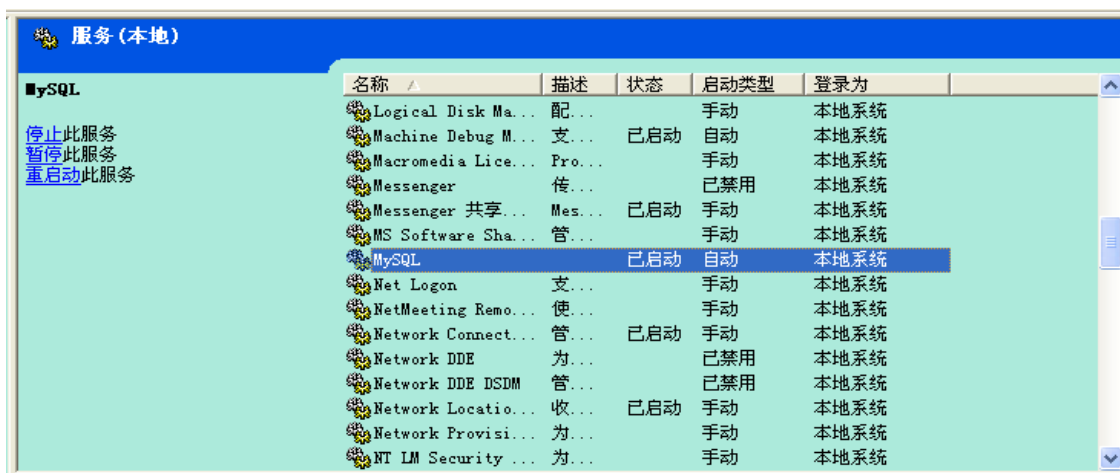 服务(本地)
MySQL
停止此服务
暂停此服务
重启动此服务
名称 描述 状态 启动类型 登录为
Logical Disk Ma... 配... 手动 本地系统
Machine Debug M... 支... 已启动 自动 本地系统
Macromedia Lice... Pro... 手动 本地系统
Messenger 传... 已禁用 本地系统
Messenger 共享... Mes... 已启动 手动 本地系统
MS Software Sha... 管... 手动 本地系统
MySQL 已启动 自动 本地系统
Net Logon 支... 手动 本地系统
NetMeeting Remo... 使... 手动 本地系统
Network Connect... 管... 已启动 手动 本地系统
Network DDE 为... 已禁用 本地系统
Network DDE DSDM 管... 已禁用 本地系统
Network Locatio... 收... 已启动 手动 本地系统
Network Provisi... 为... 手动 本地系统
NT LM Security ... 为... 手动 本地系统